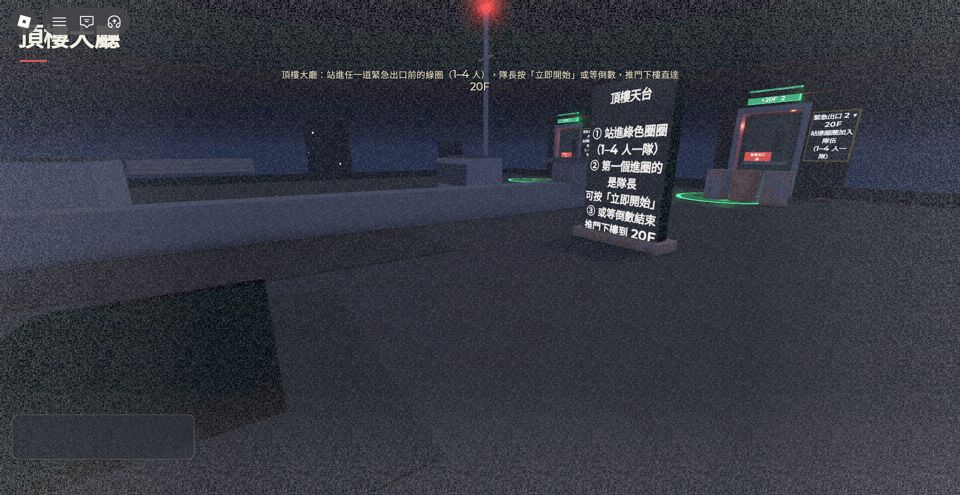 頂樓大廳
頂樓大廳：站進任一道緊急出口前的綠圈（1–4 人），隊長按「立即開始」或等倒數，推門下樓直達
20F
頂樓天台
① 站進綠色圈圈
（1–4 人一隊）
② 第一個進圈的
是隊長
可按「立即開始」
③ 或等倒數結束
推門下樓到 20F
緊急出口 2
20F
站進圈圈加入
隊伍
（1–4 人一
隊）